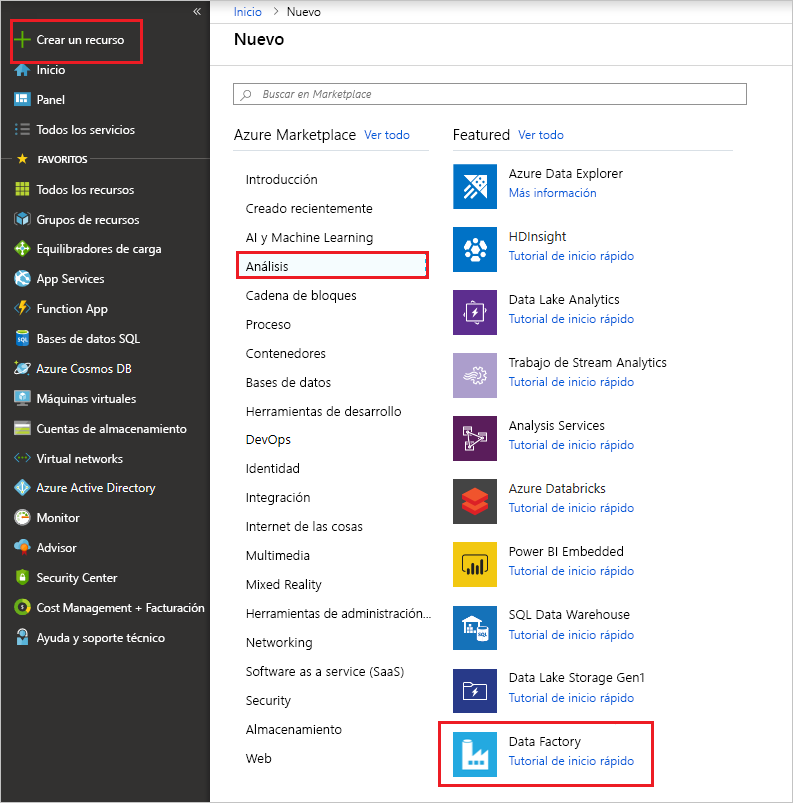 «
Crear un recurso
Inicio
Panel
Todos los servicios
FAVORITOS
Todos los recursos
Grupos de recursos
Equilibradores de carga
App Services
Function App
Bases de datos SQL
Azure Cosmos DB
Máquinas virtuales
Cuentas de almacenamiento
Virtual networks
Azure Active Directory
Monitor
Advisor
Security Center
Cost Management + Facturación
Ayuda y soporte técnico
Inicio > Nuevo
Nuevo
Buscar en Marketplace
Azure Marketplace Ver todo
Introducción
Creado recientemente
AI y Machine Learning
Análisis
Cadena de bloques
Proceso
Contenedores
Bases de datos
Herramientas de desarrollo
DevOps
Identidad
Integración
Internet de las cosas
Multimedia
Mixed Reality
Herramientas de administración...
Networking
Software as a service (SaaS)
Security
Almacenamiento
Web
Featured Ver todo
Azure Data Explorer
Más información
HDInsight
Tutorial de inicio rápido
Data Lake Analytics
Tutorial de inicio rápido
Trabajo de Stream Analytics
Tutorial de inicio rápido
Analysis Services
Tutorial de inicio rápido
Azure Databricks
Tutorial de inicio rápido
Power BI Embedded
Tutorial de inicio rápido
SQL Data Warehouse
Tutorial de inicio rápido
Data Lake Storage Gen1
Tutorial de inicio rápido
Data Factory
Tutorial de inicio rápido